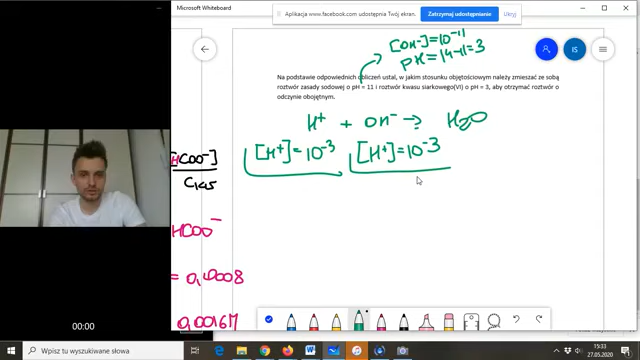 Microsoft Whiteboard
Aplikacja www.facebook.com udostępnia Twój ekran.
Zatrzymaj udostępnianie
Ukryj
IS
[OH⁻]=10⁻¹¹
pH=14-11=3
Na podstawie odpowiednich obliczeń ustal, w jakim stosunku objętościowym należy zmieszać ze sobą
roztwór zasady sodowej o pH = 11 i roztwór kwasu siarkowego(VI) o pH = 3, aby otrzymać roztwór o
odczynie obojętnym.
H⁺ + OH⁻ → H₂O
[H⁺]=10⁻³ [H⁺]=10⁻³
[HCOO⁻]
HCOO⁻
= 0,0008
0,00167
00:00
Wpisz tu wyszukiwane słowa
15:33
27.05.2020